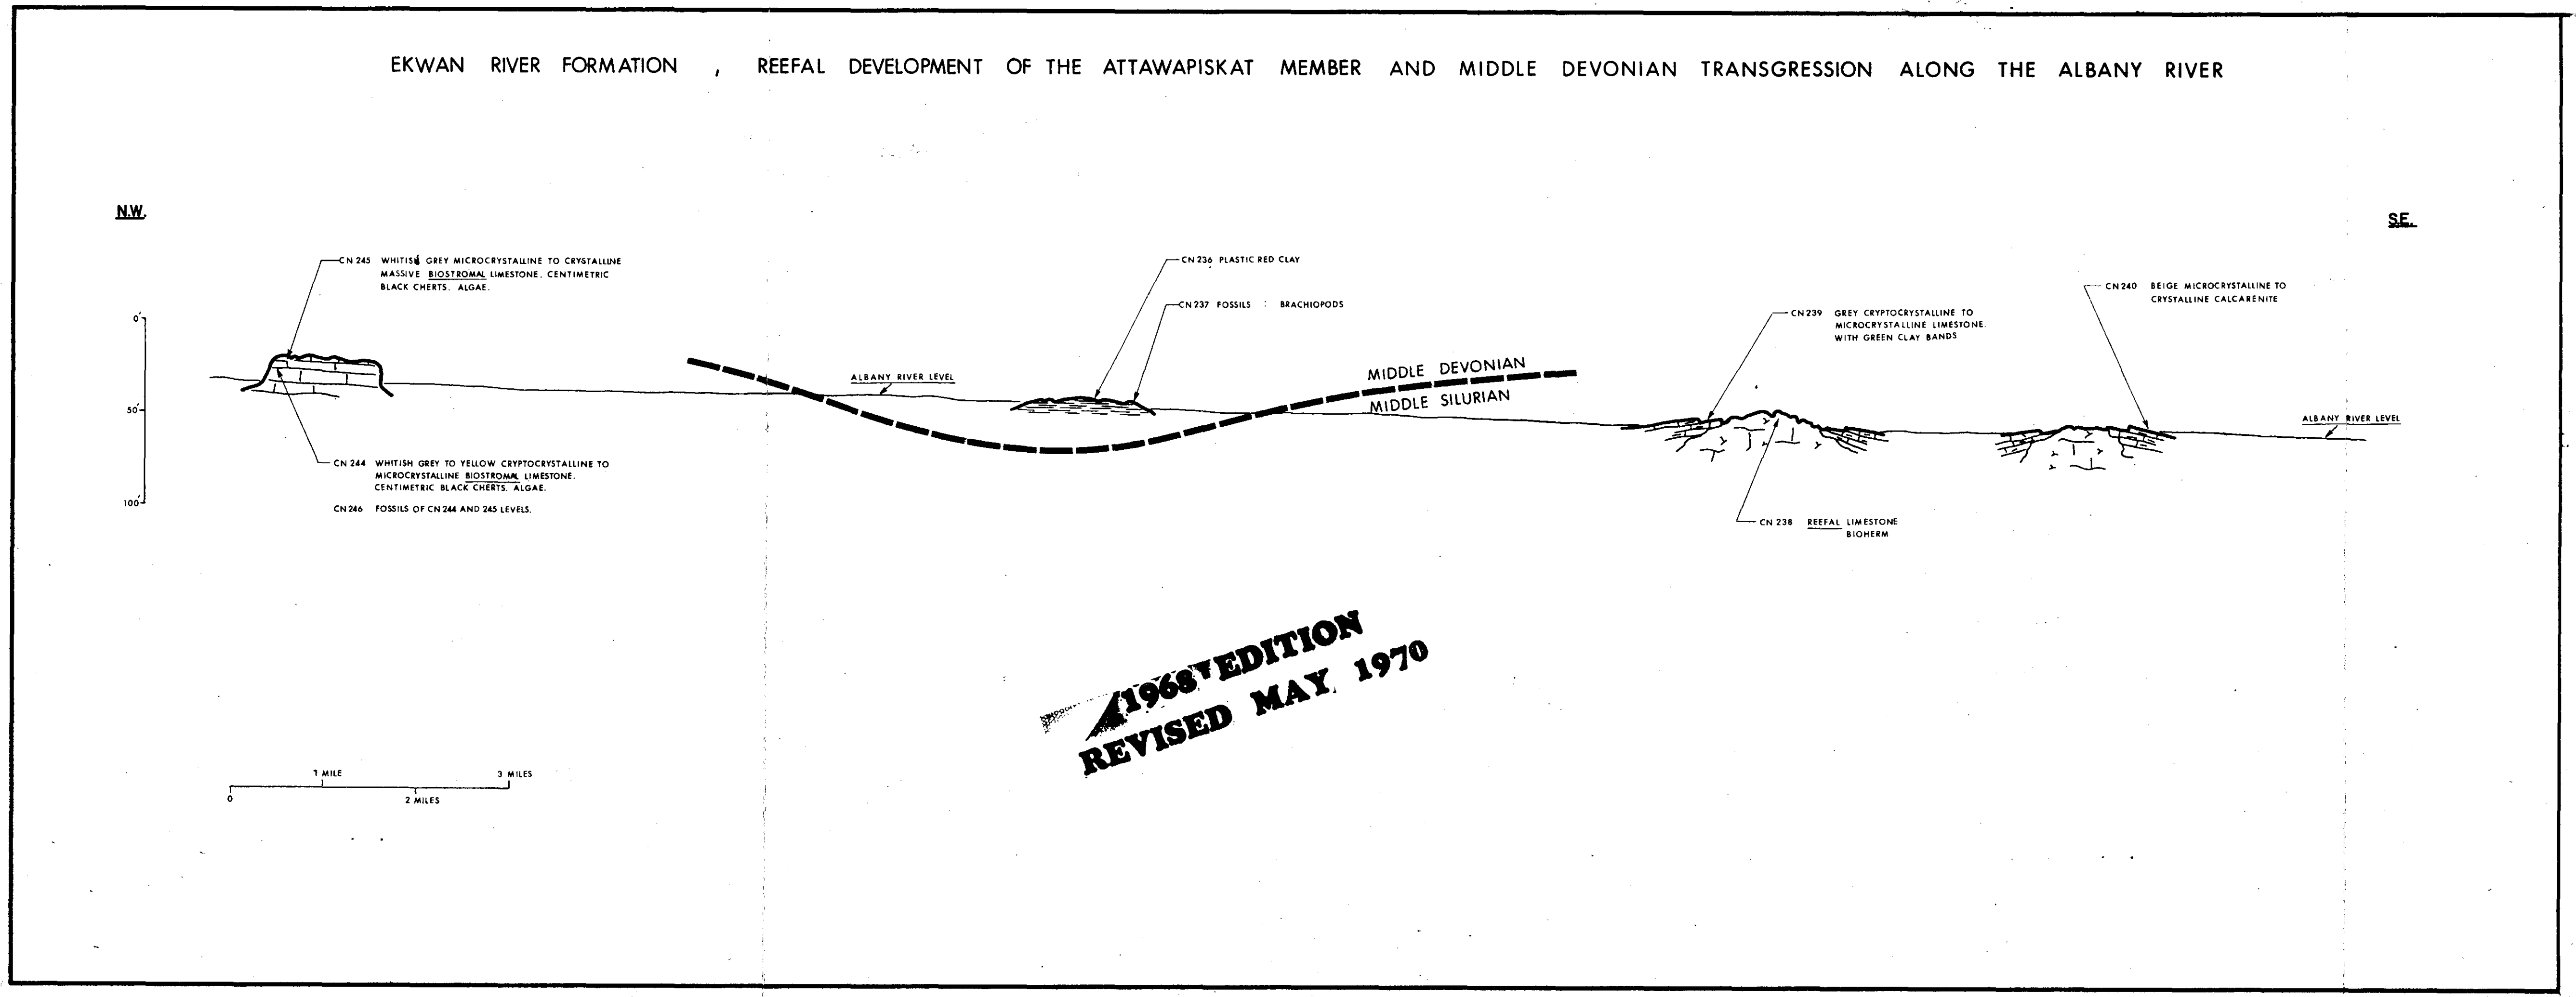 EKWAN RIVER FORMATION , REEFAL DEVELOPMENT OF THE ATTAWAPISKAT MEMBER AND MIDDLE DEVONIAN TRANSGRESSION ALONG THE ALBANY RIVER
N.W.
S.E.
CN 245 WHITISH GREY MICROCRYSTALLINE TO CRYSTALLINE
MASSIVE BIOSTROMAL LIMESTONE. CENTIMETRIC
BLACK CHERTS. ALGAE.
0'
50'
100'
CN 244 WHITISH GREY TO YELLOW CRYPTOCRYSTALLINE TO
MICROCRYSTALLINE BIOSTROMAL LIMESTONE.
CENTIMETRIC BLACK CHERTS. ALGAE.
CN 246 FOSSILS OF CN 244 AND 245 LEVELS.
ALBANY RIVER LEVEL
CN 236 PLASTIC RED CLAY
CN 237 FOSSILS : BRACHIOPODS
MIDDLE DEVONIAN
MIDDLE SILURIAN
CN 239 GREY CRYPTOCRYSTALLINE TO
MICROCRYSTALLINE LIMESTONE.
WITH GREEN CLAY BANDS
CN 238 REEFAL LIMESTONE
BIOHERM
CN 240 BEIGE MICROCRYSTALLINE TO
CRYSTALLINE CALCARENITE
ALBANY RIVER LEVEL
1968 EDITION
REVISED MAY, 1970
1 MILE 3 MILES
0 2 MILES